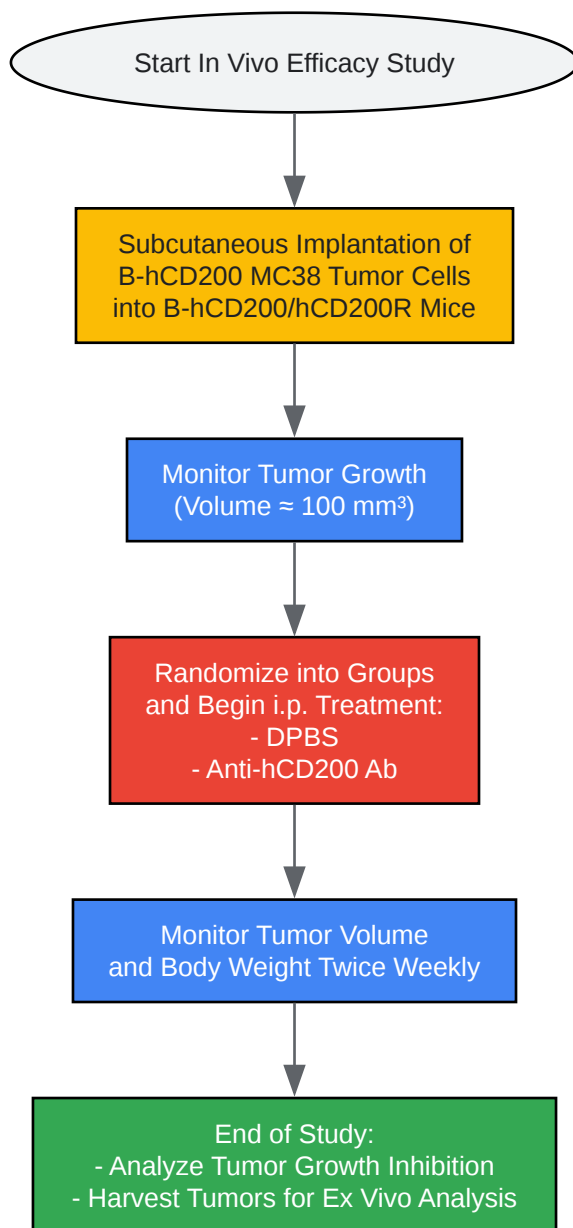 Start In Vivo Efficacy Study
Subcutaneous Implantation of
B-hCD200 MC38 Tumor Cells
into B-hCD200/hCD200R Mice
Monitor Tumor Growth
(Volume ≈ 100 mm³)
Randomize into Groups
and Begin i.p. Treatment:
- DPBS
- Anti-hCD200 Ab
Monitor Tumor Volume
and Body Weight Twice Weekly
End of Study:
- Analyze Tumor Growth Inhibition
- Harvest Tumors for Ex Vivo Analysis